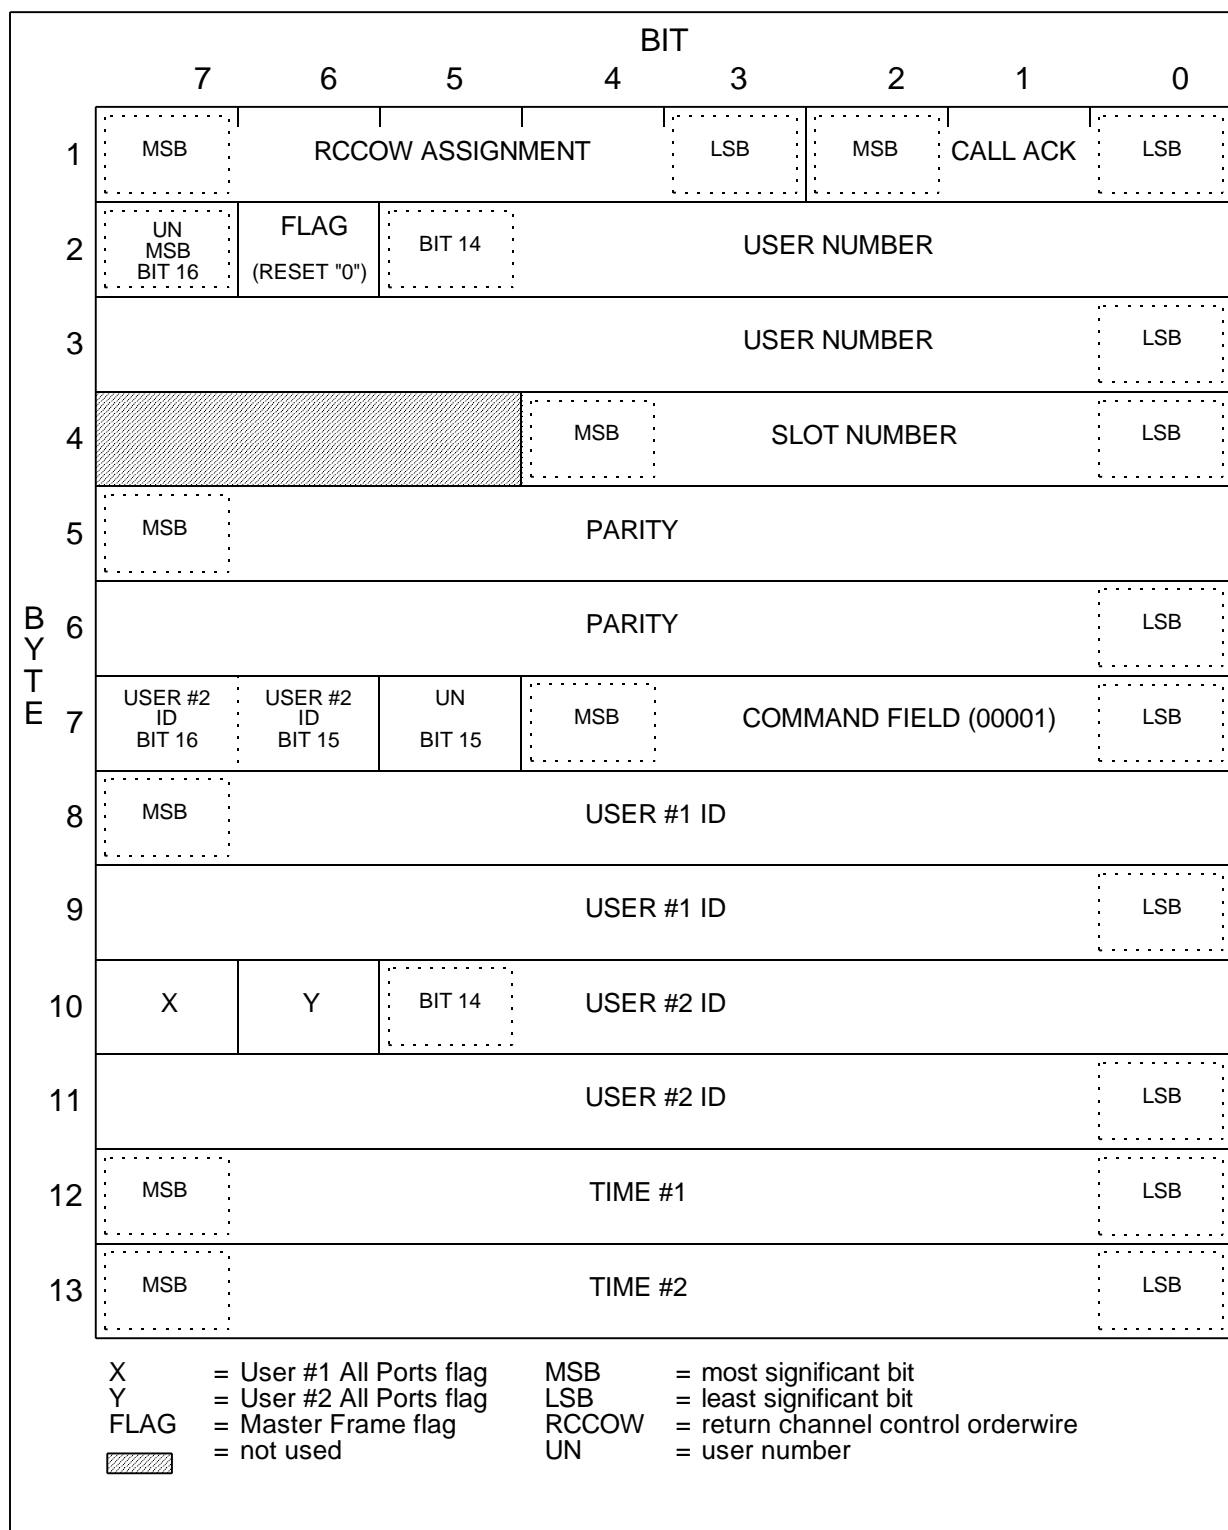 BIT
7 6 5 4 3 2 1 0
1 MSB RCCOW ASSIGNMENT LSB MSB CALL ACK LSB
2 UN MSB BIT 16 FLAG (RESET "0") BIT 14 USER NUMBER
3 USER NUMBER LSB
4 MSB SLOT NUMBER LSB
5 MSB PARITY
BYTE
6 PARITY LSB
7 USER #2 ID BIT 16 USER #2 ID BIT 15 UN BIT 15 MSB COMMAND FIELD (00001) LSB
8 MSB USER #1 ID
9 USER #1 ID LSB
10 X Y BIT 14 USER #2 ID
11 USER #2 ID LSB
12 MSB TIME #1 LSB
13 MSB TIME #2 LSB
X = User #1 All Ports flag MSB = most significant bit
Y = User #2 All Ports flag LSB = least significant bit
FLAG = Master Frame flag RCCOW = return channel control orderwire
= not used UN = user number